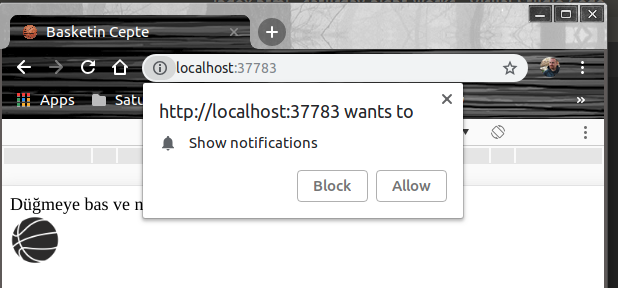 Basketin Cepte
localhost:37783
Apps
Satu
http://localhost:37783 wants to
Show notifications
Block
Allow
Düğmeye bas ve n